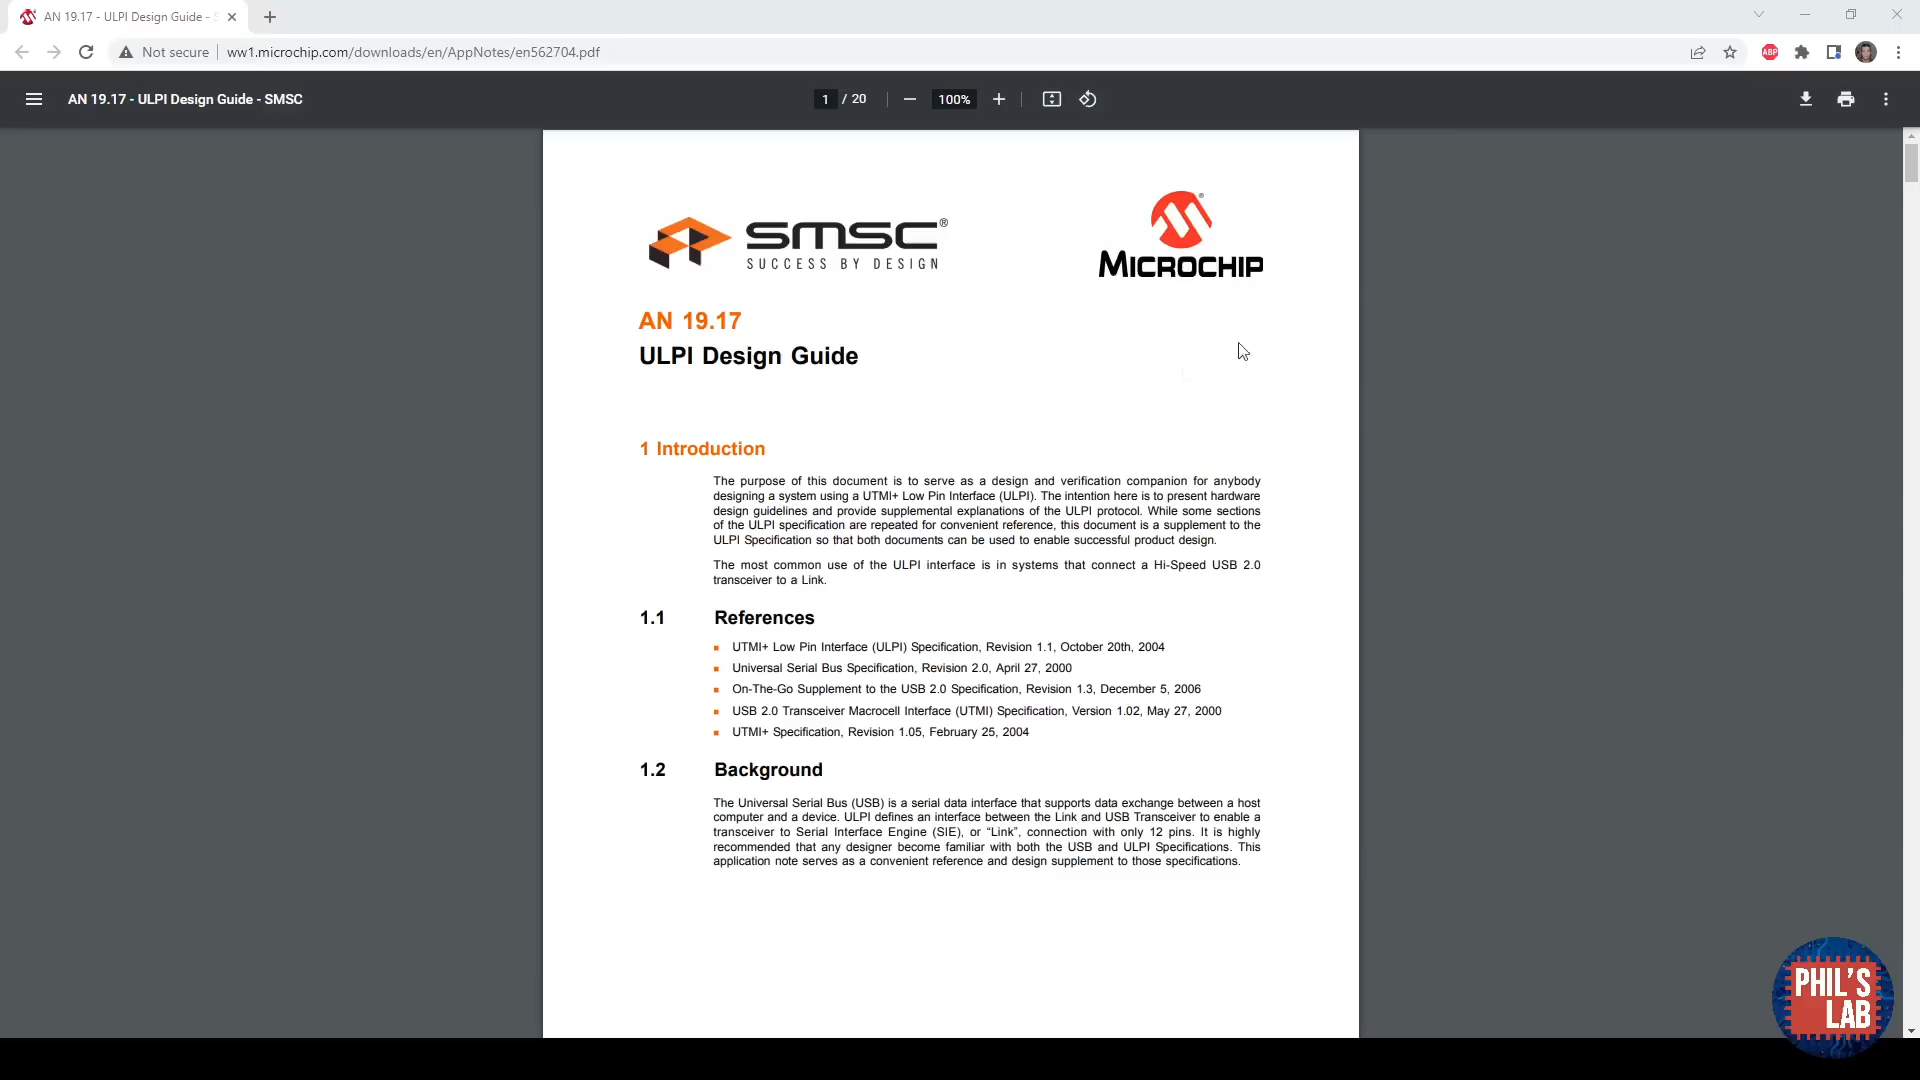 AN 19.17 - ULPI Design Guide -
Not secure
ww1.microchip.com/downloads/en/AppNotes/en562704.pdf
ABP
AN 19.17 - ULPI Design Guide - SMSC
1 / 20
100%
smsc®
SUCCESS BY DESIGN
MICROCHIP
AN 19.17
ULPI Design Guide
1 Introduction
The purpose of this document is to serve as a design and verification companion for anybody
designing a system using a UTMI+ Low Pin Interface (ULPI). The intention here is to present hardware
design guidelines and provide supplemental explanations of the ULPI protocol. While some sections
of the ULPI specification are repeated for convenient reference, this document is a supplement to the
ULPI Specification so that both documents can be used to enable successful product design.
The most common use of the ULPI interface is in systems that connect a Hi-Speed USB 2.0
transceiver to a Link.
1.1 References
UTMI+ Low Pin Interface (ULPI) Specification, Revision 1.1, October 20th, 2004
Universal Serial Bus Specification, Revision 2.0, April 27, 2000
On-The-Go Supplement to the USB 2.0 Specification, Revision 1.3, December 5, 2006
USB 2.0 Transceiver Macrocell Interface (UTMI) Specification, Version 1.02, May 27, 2000
UTMI+ Specification, Revision 1.05, February 25, 2004
1.2 Background
The Universal Serial Bus (USB) is a serial data interface that supports data exchange between a host
computer and a device. ULPI defines an interface between the Link and USB Transceiver to enable a
transceiver to Serial Interface Engine (SIE), or “Link”, connection with only 12 pins. It is highly
recommended that any designer become familiar with both the USB and ULPI Specifications. This
application note serves as a convenient reference and design supplement to those specifications.
PHIL'S
LAB